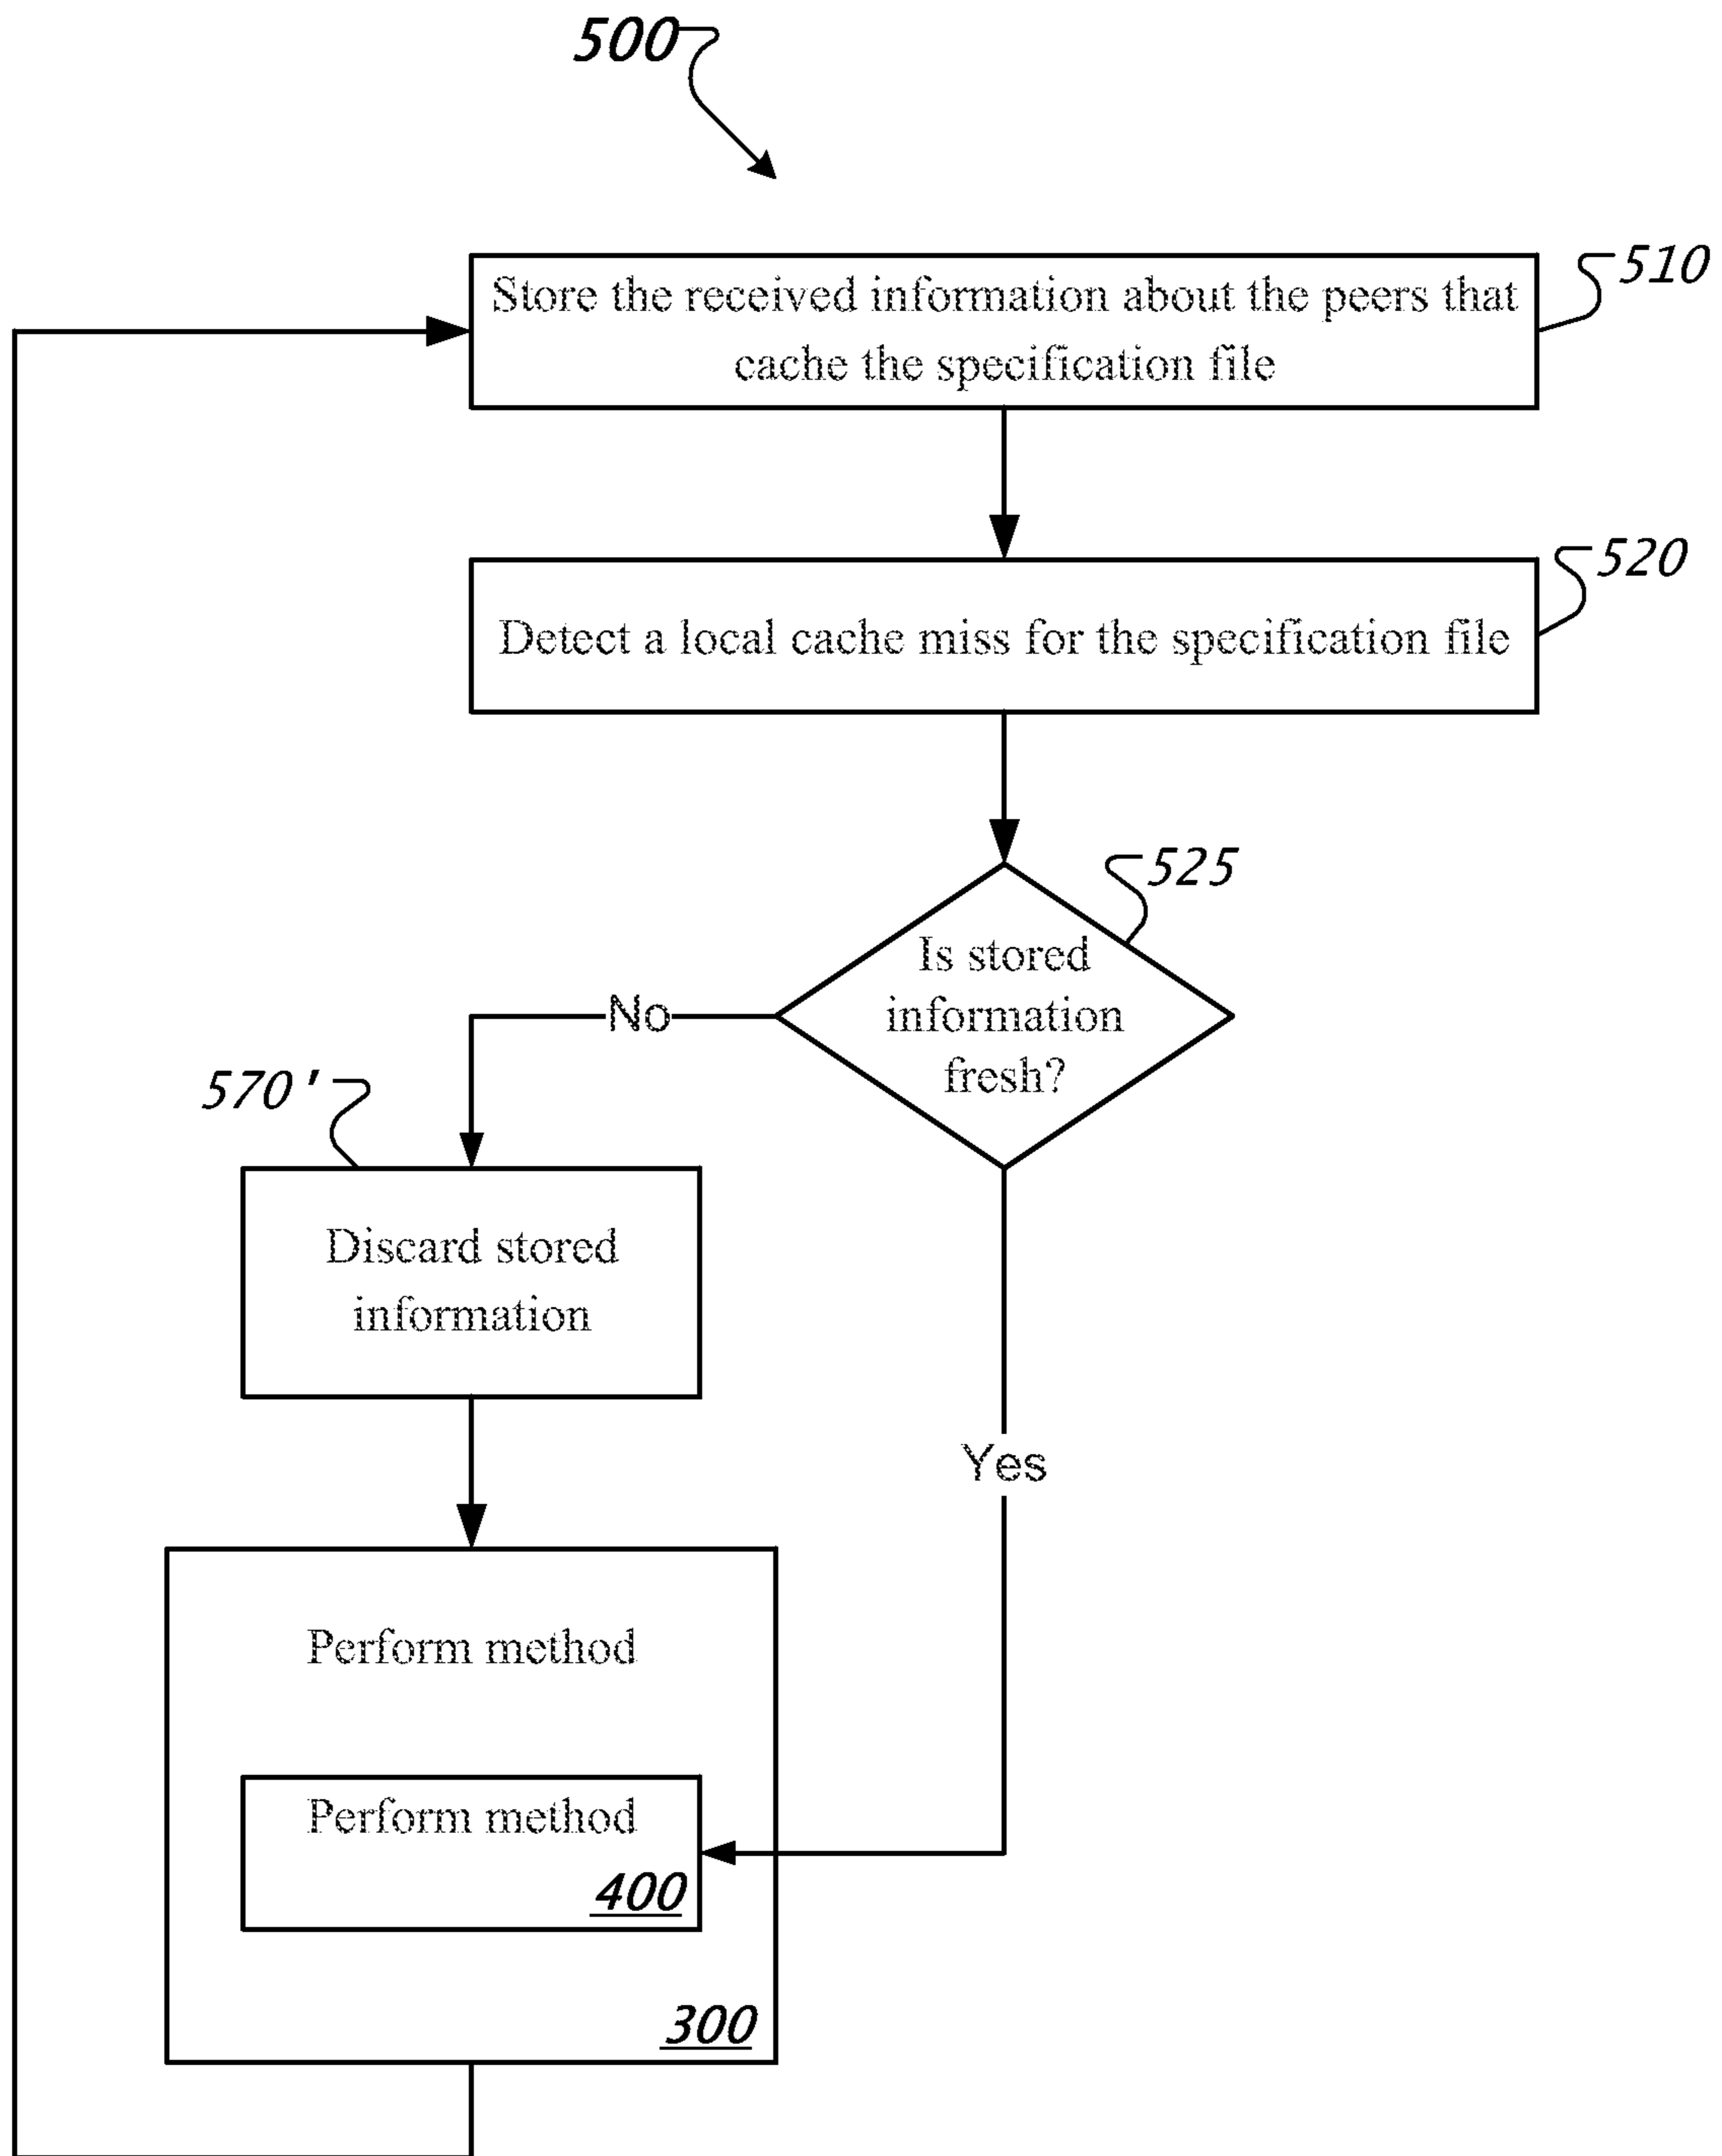 500
Store the received information about the peers that
cache the specification file
510
Detect a local cache miss for the specification file
520
525
Is stored
information
fresh?
No
570'
Discard stored
information
Yes
Perform method
Perform method
400
300